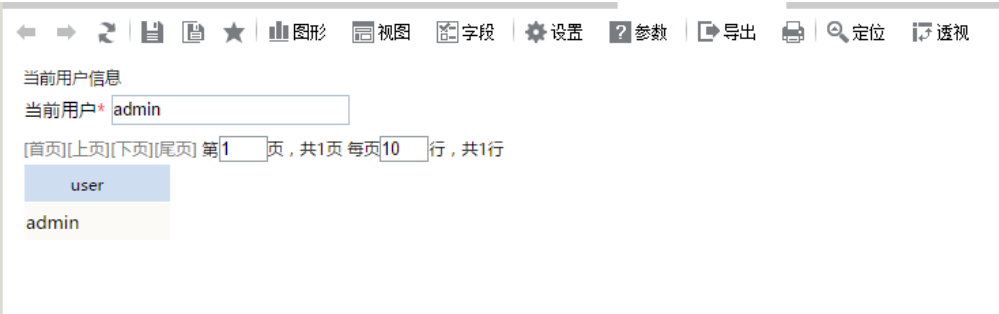 图形 视图 字段 设置 参数 导出 定位 透视
当前用户信息
当前用户* admin
[首页][上页][下页][尾页] 第1页，共1页 每页10行，共1行
user
admin